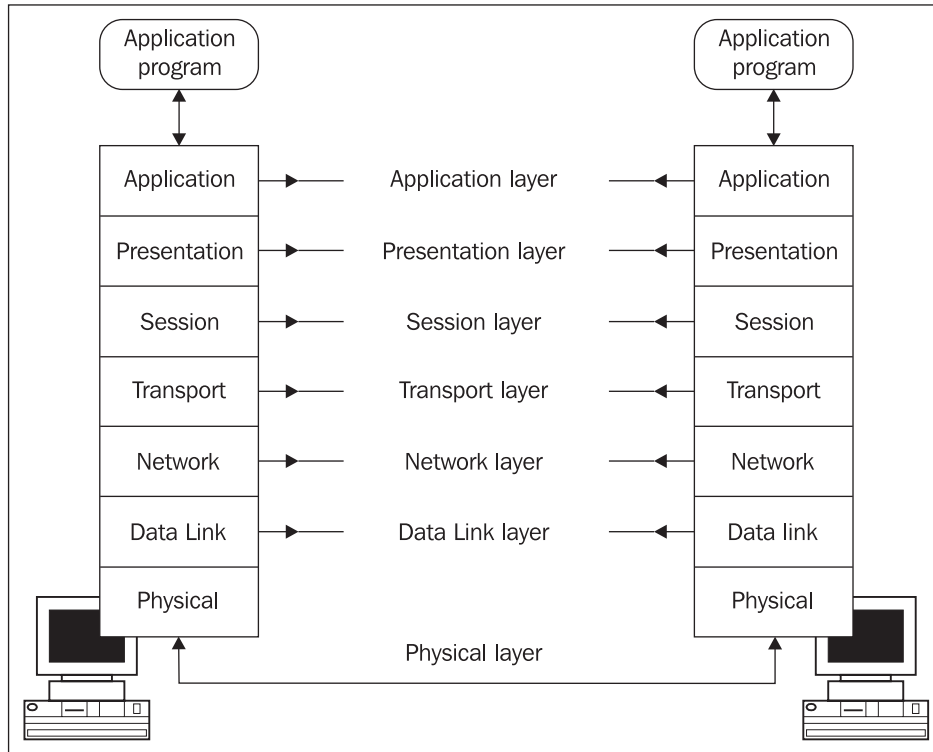 Application
program
Application
program
Application
Application layer
Application
Presentation
Presentation layer
Presentation
Session
Session layer
Session
Transport
Transport layer
Transport
Network
Network layer
Network
Data Link
Data Link layer
Data link
Physical
Physical
Physical layer